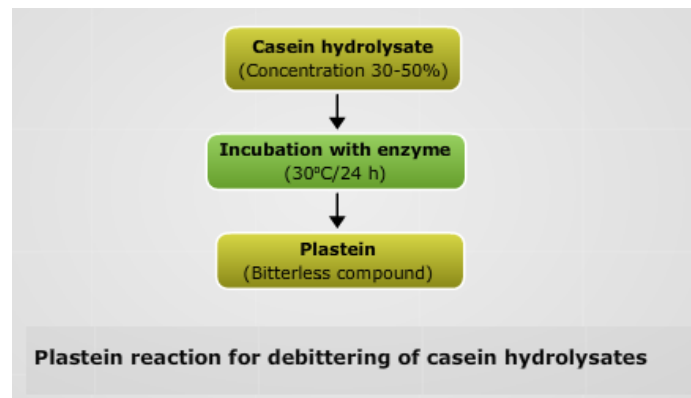 Casein hydrolysate
(Concentration 30-50%)
Incubation with enzyme
(30°C/24 h)
Plastein
(Bitterless compound)
Plastein reaction for debittering of casein hydrolysates